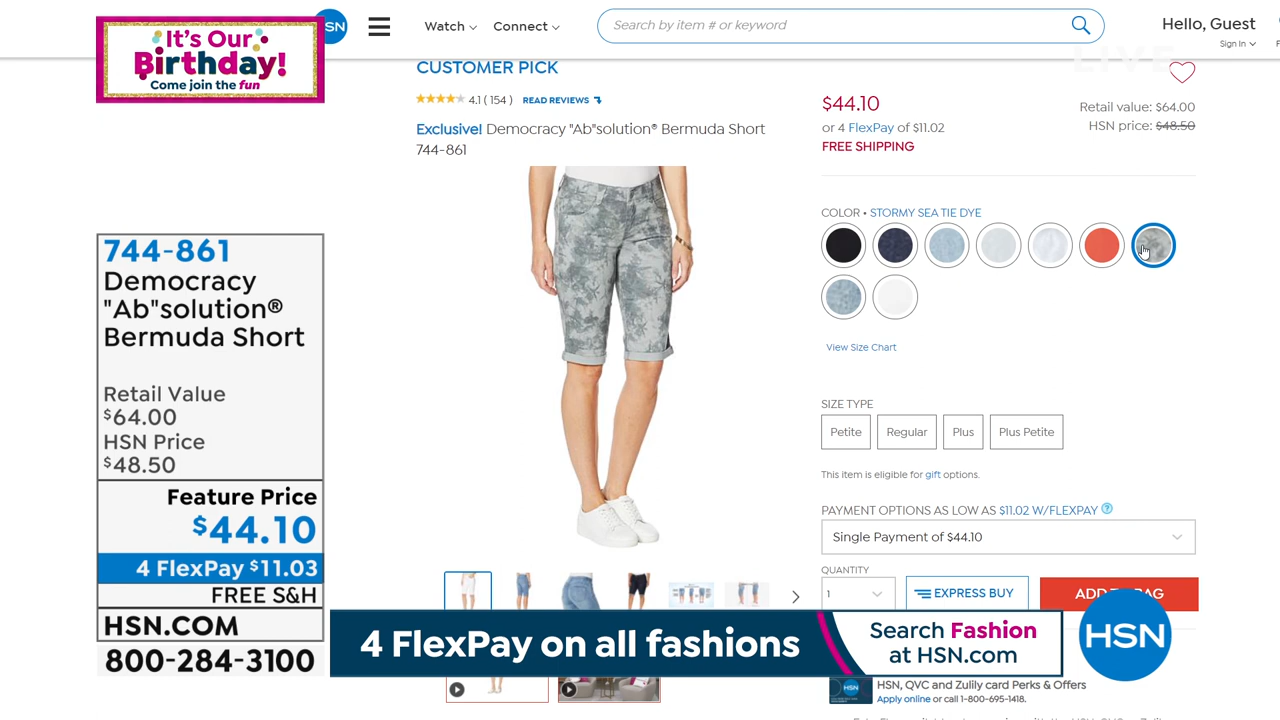 It's Our
Birthday!
Come join the fun
HSN
Watch
Connect
Search by item # or keyword
Hello, Guest
Sign In
LIVE
CUSTOMER PICK
4.1 ( 154 ) READ REVIEWS
Exclusive! Democracy "Ab"solution® Bermuda Short
744-861
$44.10
or 4 FlexPay of $11.02
FREE SHIPPING
Retail value: $64.00
HSN price: $48.50
COLOR • STORMY SEA TIE DYE
View Size Chart
SIZE TYPE
Petite
Regular
Plus
Plus Petite
This item is eligible for gift options.
PAYMENT OPTIONS AS LOW AS $11.02 W/FLEXPAY ?
Single Payment of $44.10
QUANTITY
1
EXPRESS BUY
ADD TO BAG
744-861
Democracy
"Ab"solution®
Bermuda Short
Retail Value
$64.00
HSN Price
$48.50
Feature Price
$44.10
4 FlexPay $11.03
FREE S&H
HSN.COM
800-284-3100
4 FlexPay on all fashions
Search Fashion
at HSN.com
HSN
HSN
HSN, QVC and Zulily card Perks & Offers
Apply online or call 1-800-695-1418.